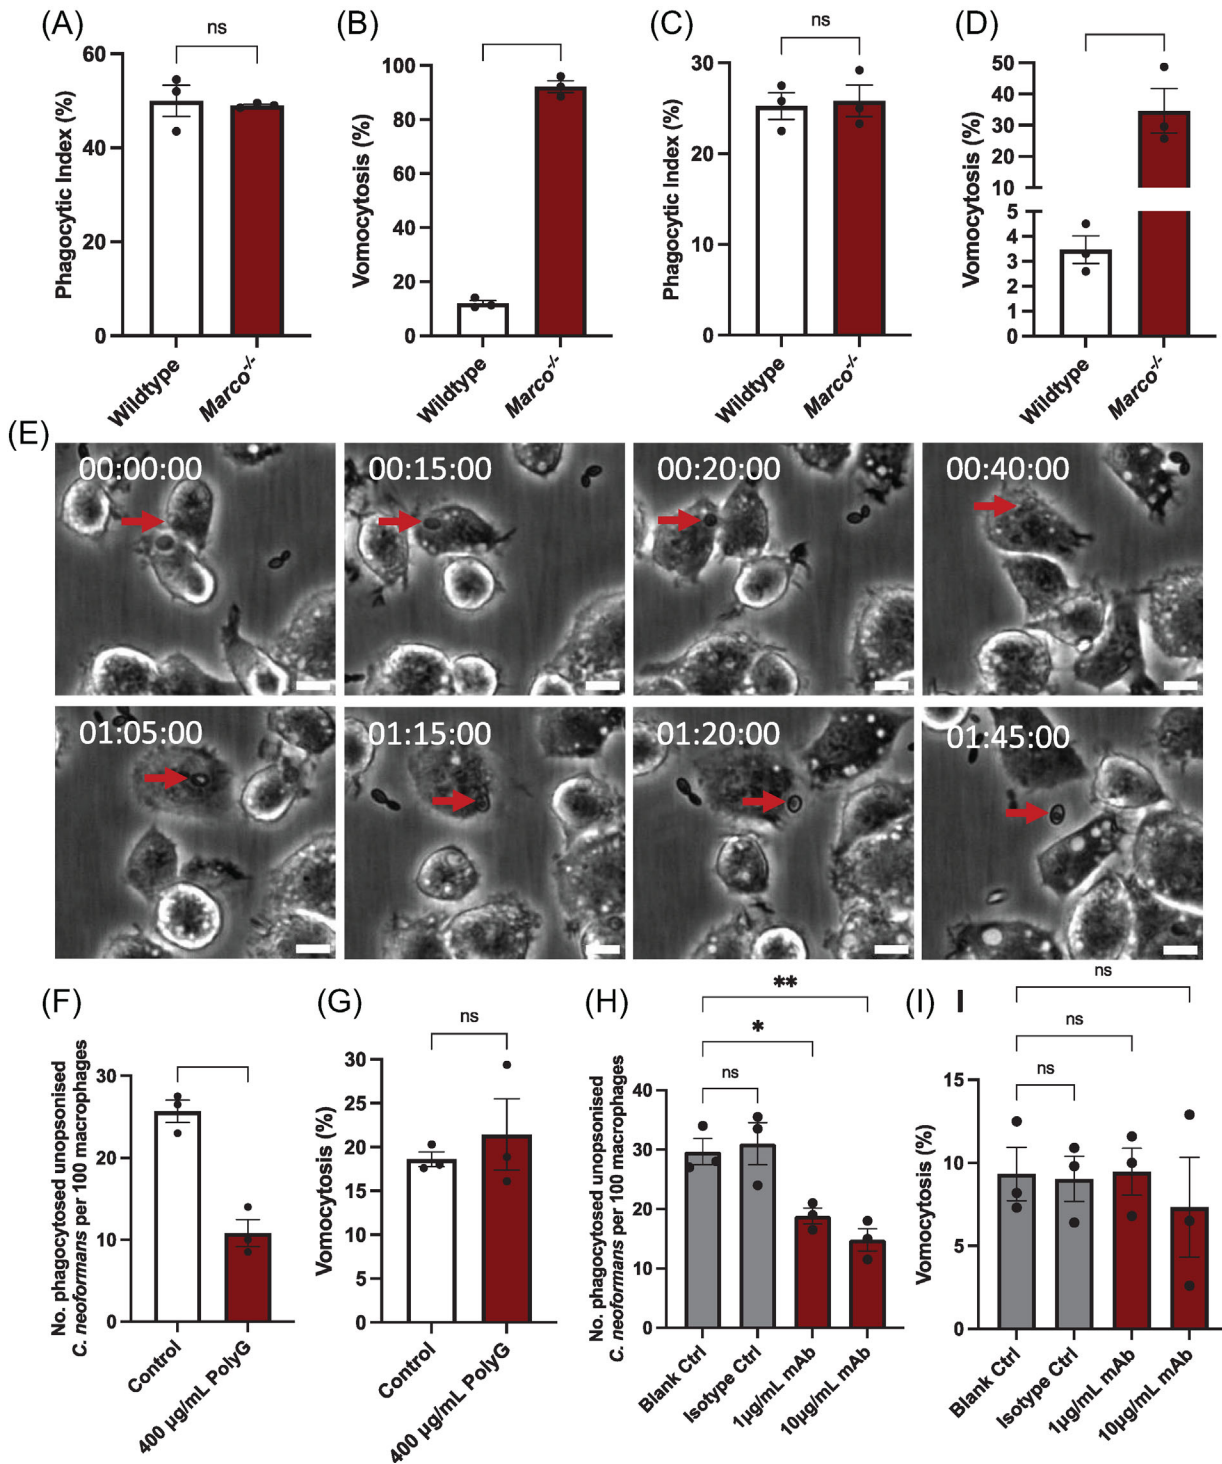 (A)
ns
60
40
20
0
Phagocytic Index (%)
Wildtype
Marco-/-
(B)
100
80
60
40
20
0
Vomocytosis (%)
Wildtype
Marco-/-
(C)
ns
30
20
10
0
Phagocytic Index (%)
Wildtype
Marco-/-
(D)
50
40
30
20
10
5
4
3
2
1
0
Vomocytosis (%)
Wildtype
Marco-/-
(E)
00:00:00
00:15:00
00:20:00
00:40:00
01:05:00
01:15:00
01:20:00
01:45:00
(F)
30
20
10
0
No. phagocytosed unopsonised
C. neoformans per 100 macrophages
Control
400 µg/mL PolyG
(G)
ns
30
25
20
15
10
5
0
Vomocytosis (%)
Control
400 µg/mL PolyG
(H)
**
*
ns
40
30
20
10
0
No. phagocytosed unopsonised
C. neoformans per 100 macrophages
Blank Ctrl
Isotype Ctrl
1µg/mL mAb
10µg/mL mAb
(I) I
ns
ns
ns
15
10
5
0
Vomocytosis (%)
Blank Ctrl
Isotype Ctrl
1µg/mL mAb
10µg/mL mAb